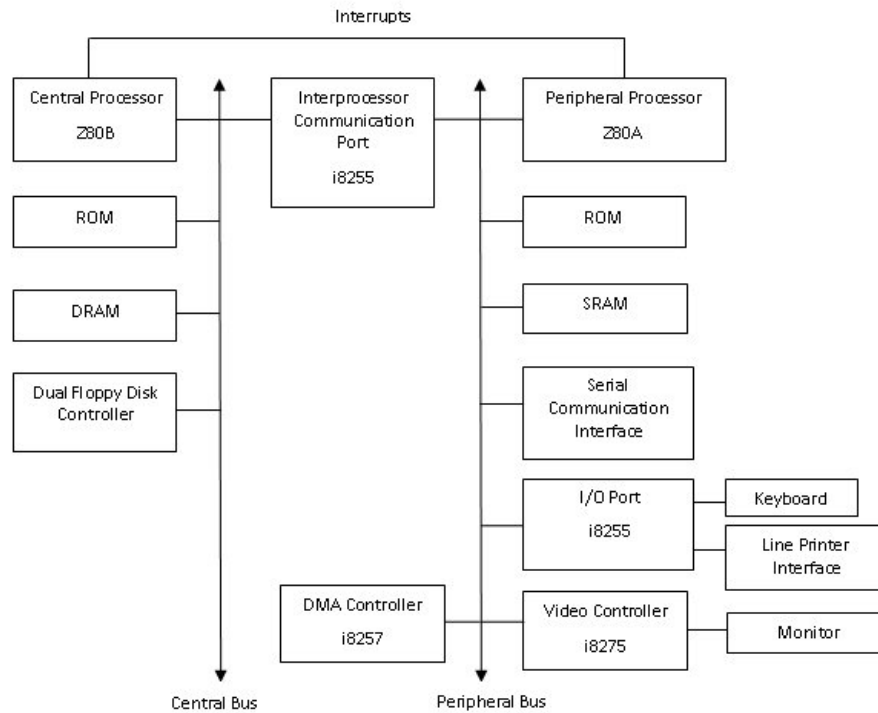 Interrupts
Central Processor
Z80B
Interprocessor
Communication
Port
i8255
Peripheral Processor
Z80A
ROM
ROM
DRAM
SRAM
Dual Floppy Disk
Controller
Serial
Communication
Interface
I/O Port
i8255
Keyboard
Line Printer
Interface
DMA Controller
i8257
Video Controller
i8275
Monitor
Central Bus
Peripheral Bus